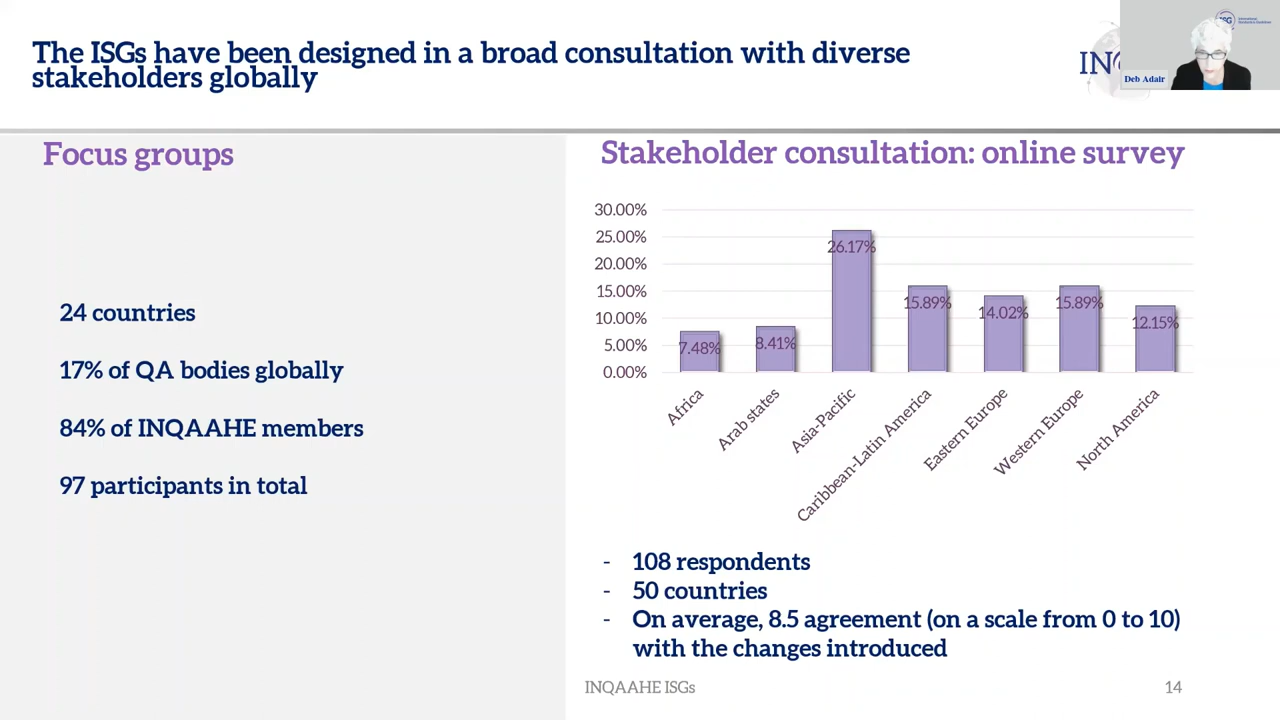 The ISGs have been designed in a broad consultation with diverse
stakeholders globally
Deb Adair
Focus groups
24 countries
17% of QA bodies globally
84% of INQAAHE members
97 participants in total
Stakeholder consultation: online survey
30.00%
25.00%
20.00%
15.00%
10.00%
5.00%
0.00%
7.48%
8.41%
26.17%
15.89%
14.02%
15.89%
12.15%
Africa
Arab states
Asia-Pacific
Caribbean-Latin America
Eastern Europe
Western Europe
North America
- 108 respondents
- 50 countries
- On average, 8.5 agreement (on a scale from 0 to 10)
with the changes introduced
INQAAHE ISGs
14